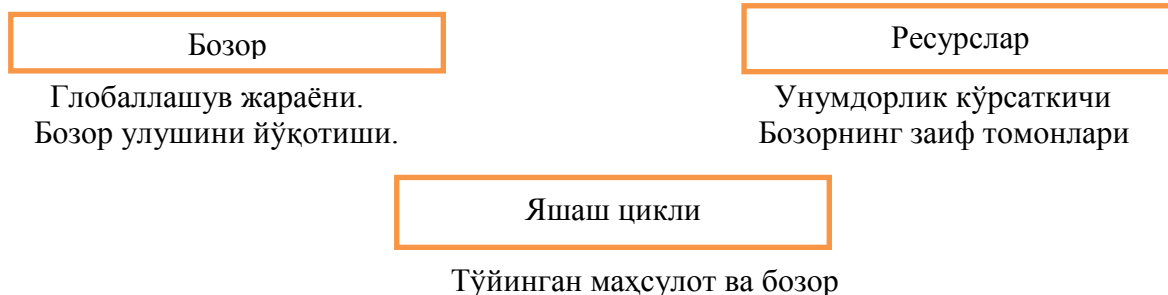 Бозор
Ресурслар
Глобаллашув жараёни.
Бозор улушини йўқотиши.
Унумдорлик кўрсаткичи
Бозорнинг заиф томонлари
Яшаш цикли
Тўйинган маҳсулот ва бозор